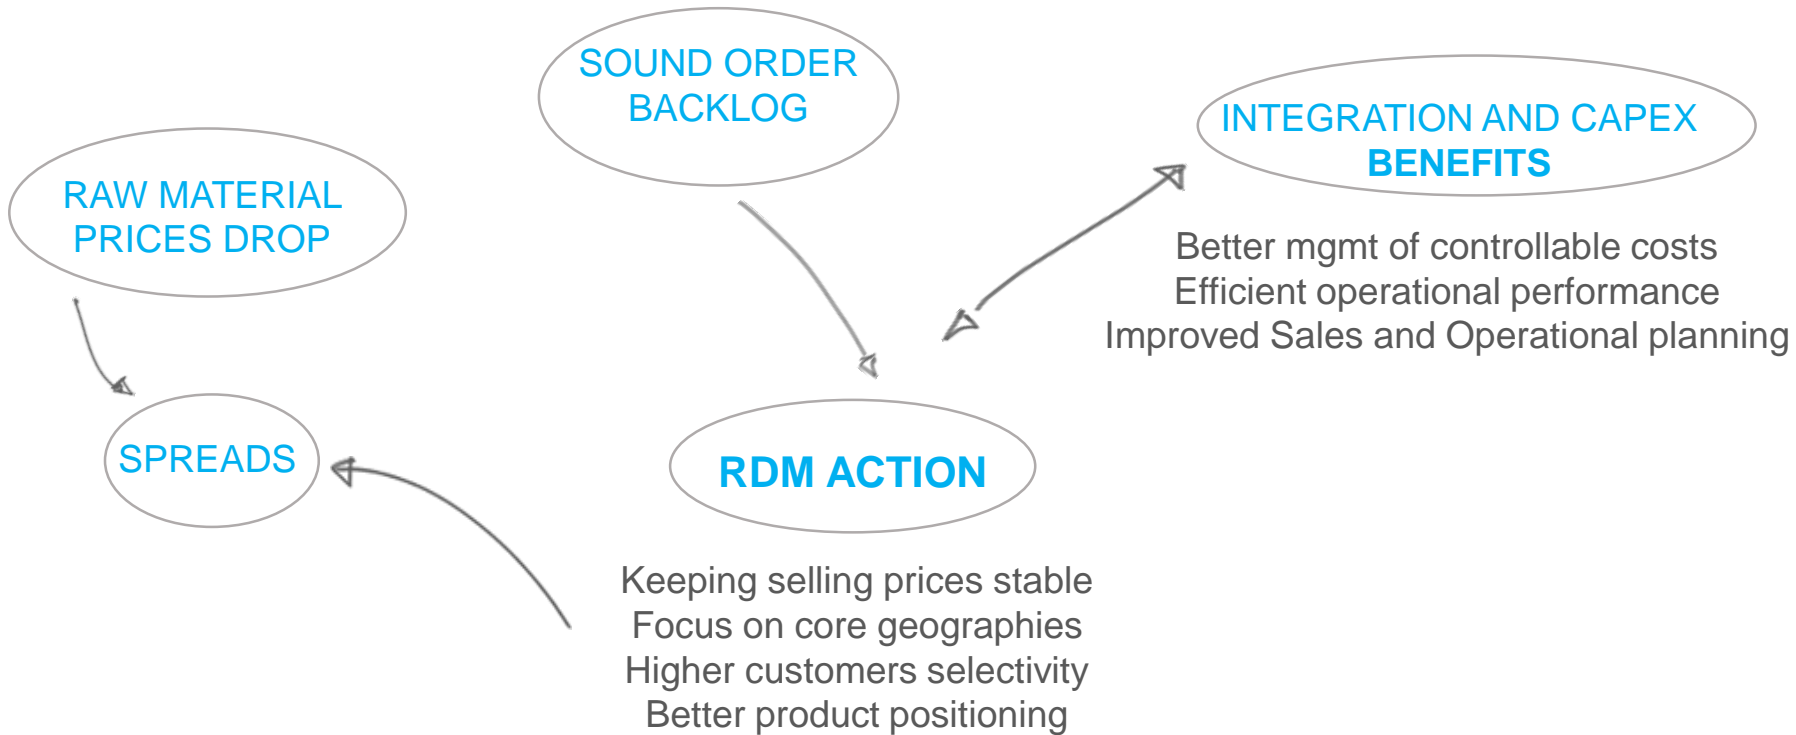 SOUND ORDER
BACKLOG
INTEGRATION AND CAPEX
BENEFITS
RAW MATERIAL
PRICES DROP
Better mgmt of controllable costs
Efficient operational performance
Improved Sales and Operational planning
SPREADS
RDM ACTION
Keeping selling prices stable
Focus on core geographies
Higher customers selectivity
Better product positioning